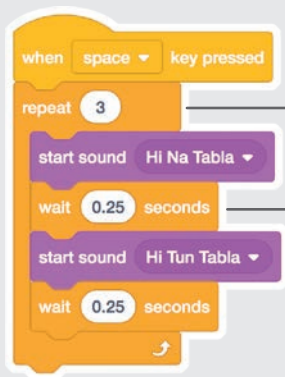 when space key pressed
repeat 3
start sound Hi Na Tabla
wait 0.25 seconds
start sound Hi Tun Tabla
wait 0.25 seconds